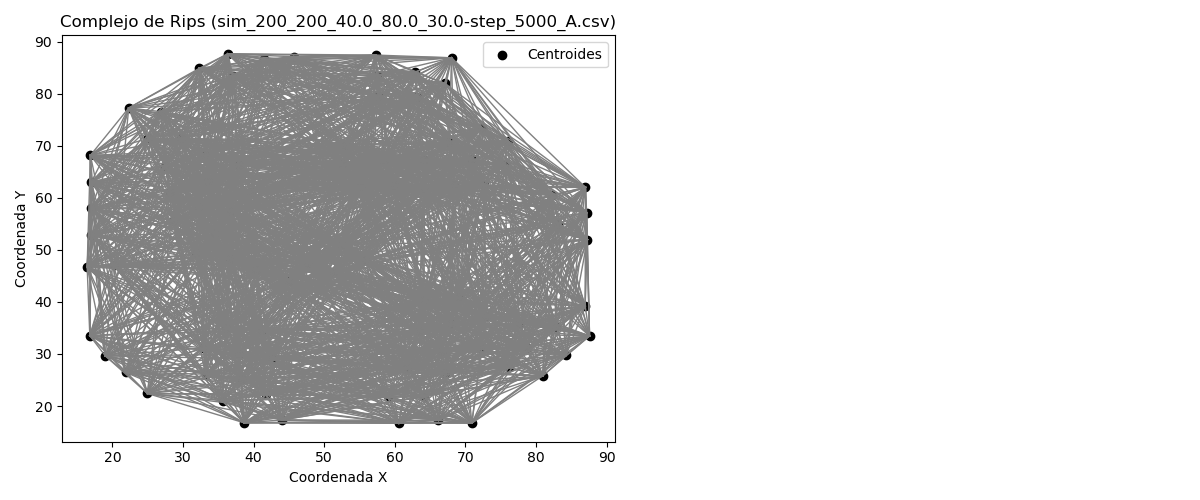 Complejo de Rips (sim_200_200_40.0_80.0_30.0-step_5000_A.csv)
Centroides
90
80
70
60
50
40
30
20
Coordenada Y
20 30 40 50 60 70 80 90
Coordenada X